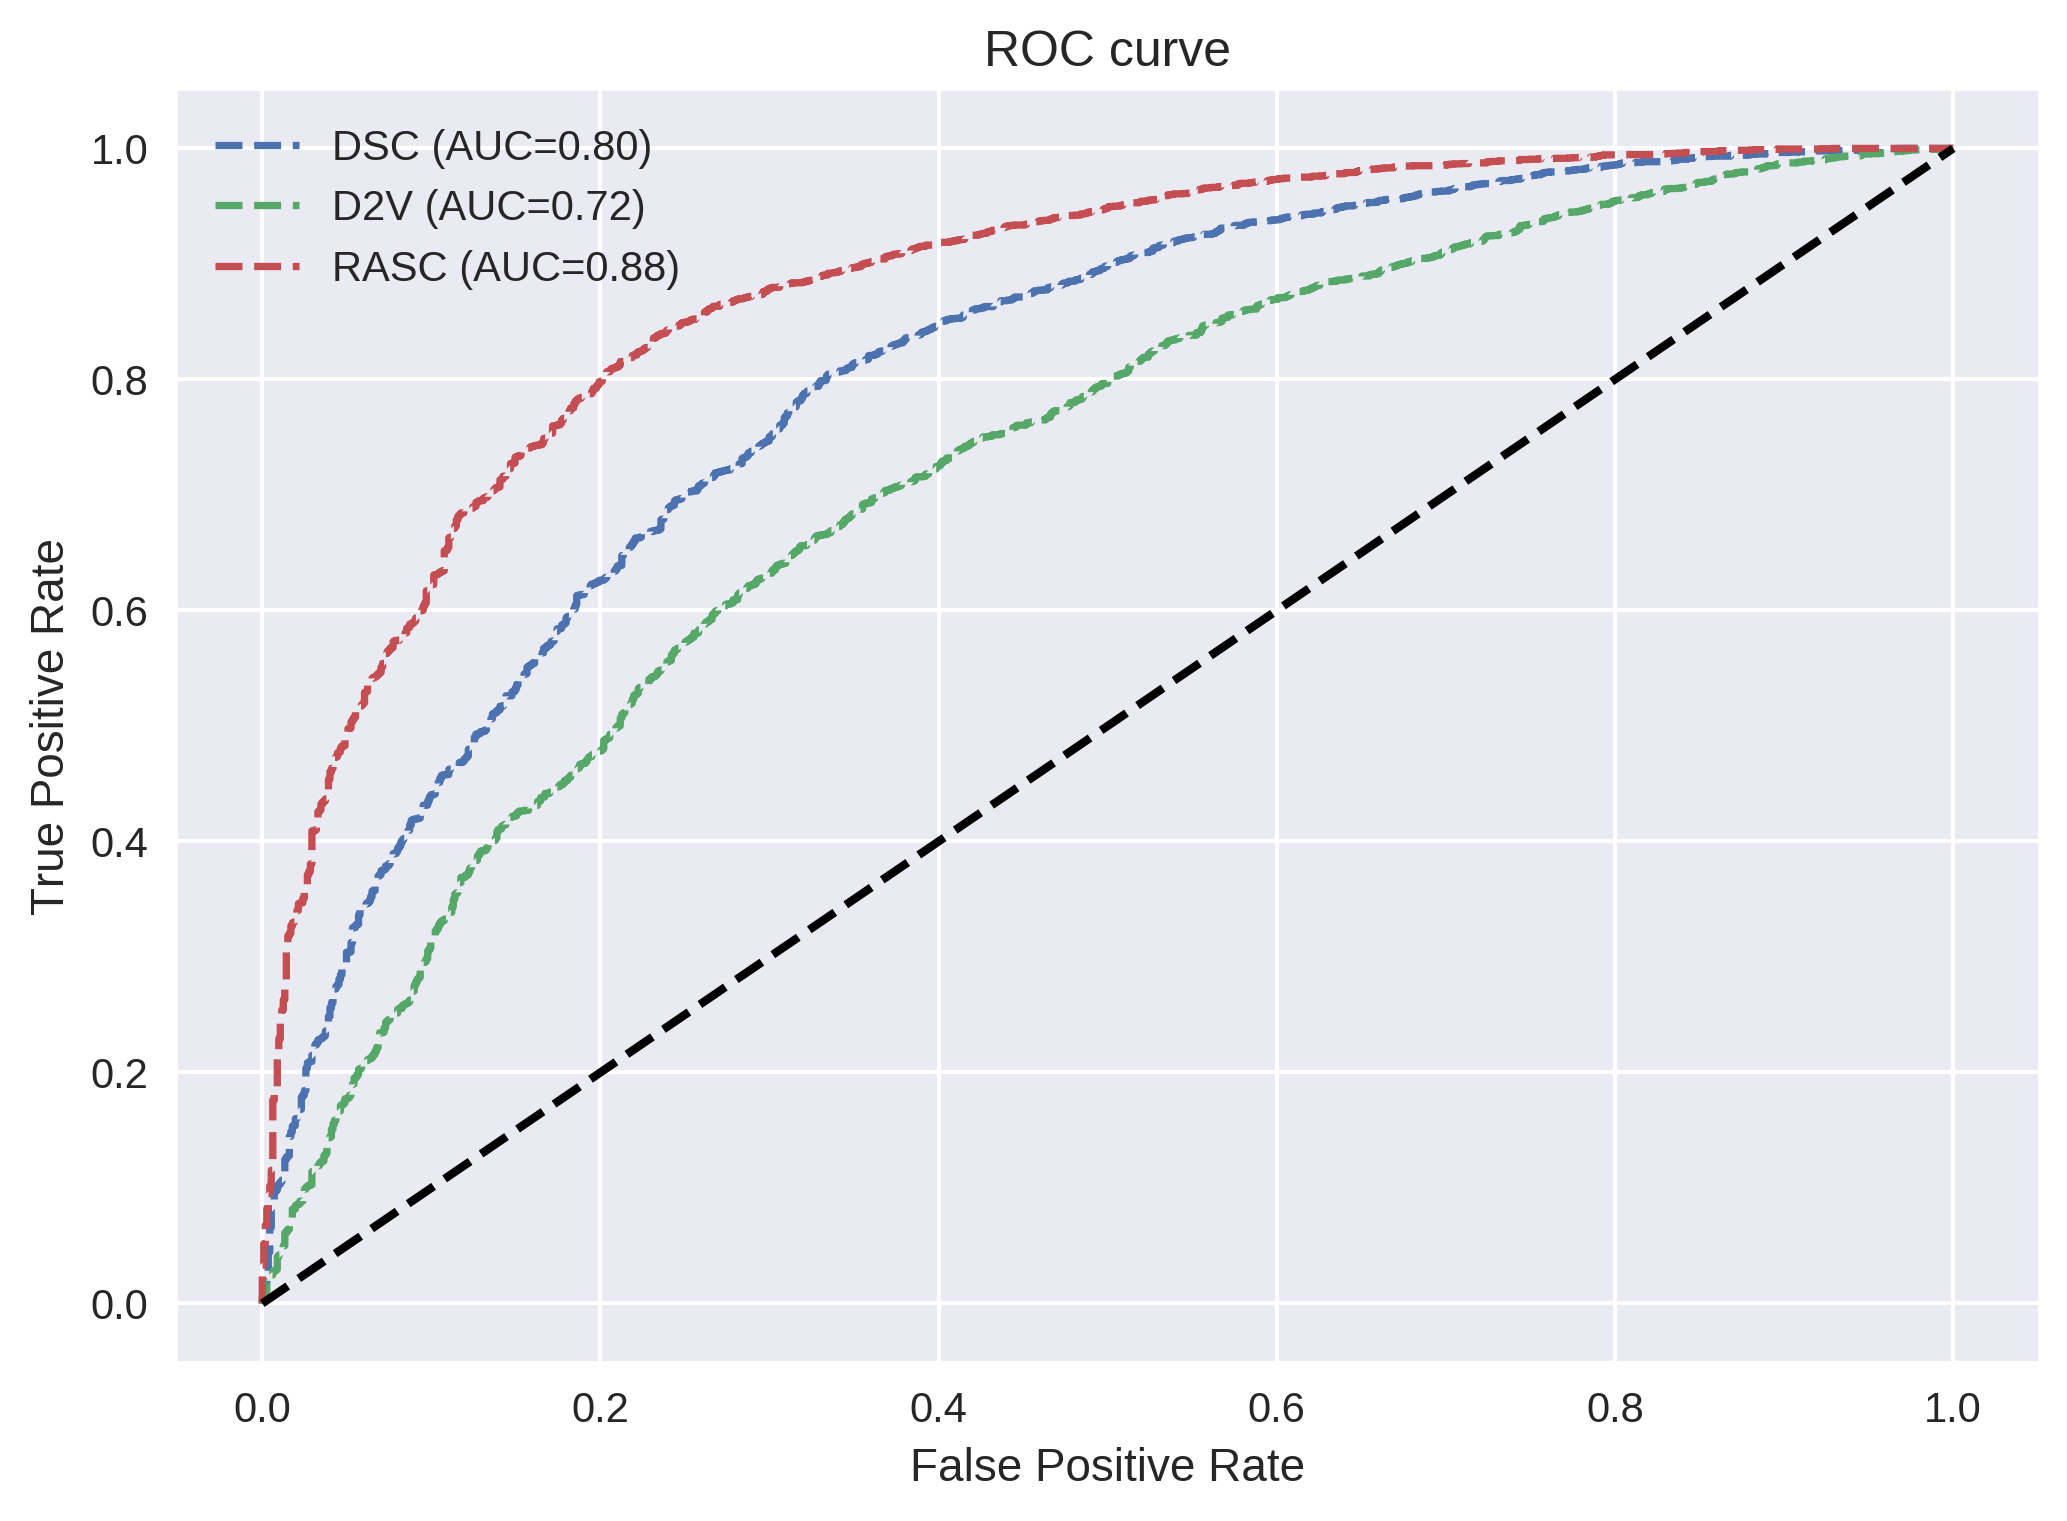 ROC curve
DSC (AUC=0.80)
D2V (AUC=0.72)
RASC (AUC=0.88)
True Positive Rate
1.0
0.8
0.6
0.4
0.2
0.0
0.0 0.2 0.4 0.6 0.8 1.0
False Positive Rate